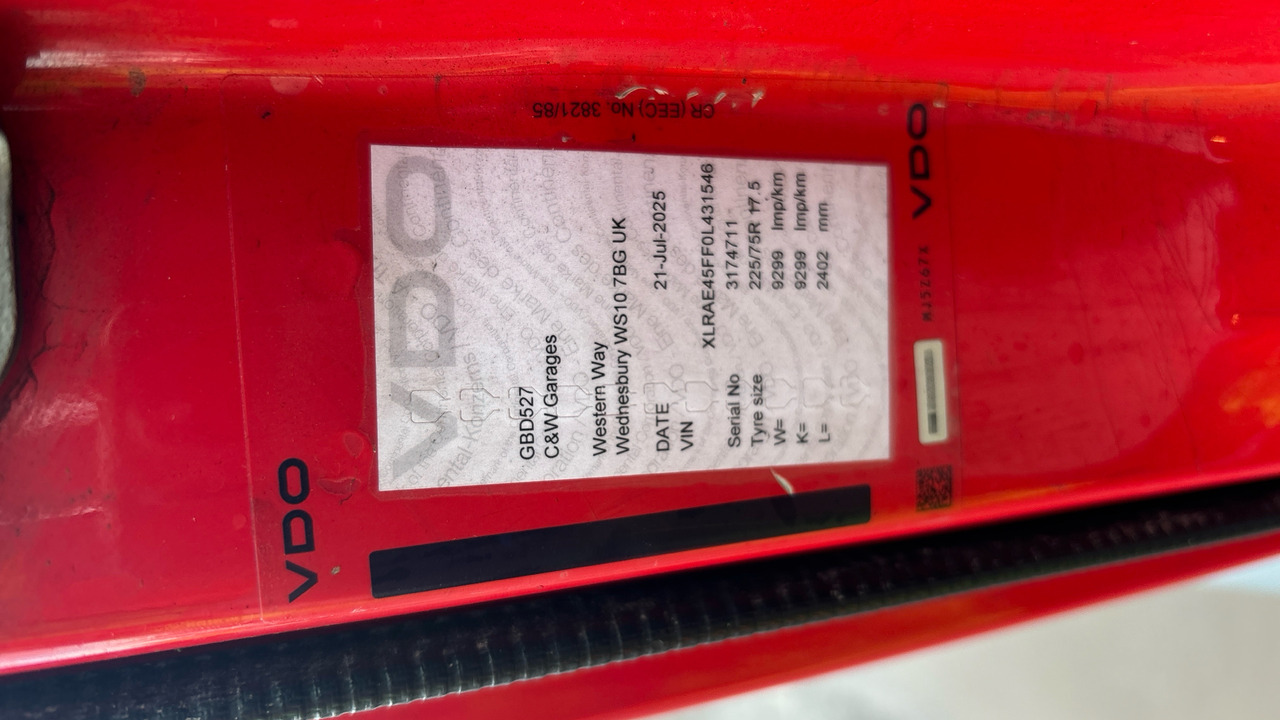 CR (EEC) No. 3821/85
VDO
VDO
GBD527
C&W Garages
Western Way
Wednesbury WS10 7BG UK
DATE 21-Jul-2025
VIN XLRAE45FF0L431546
Serial No 3174711
Tyre size 225/75R 17.5
W= 9299 Imp/km
K= 9299 Imp/km
L= 2402 mm
VDO